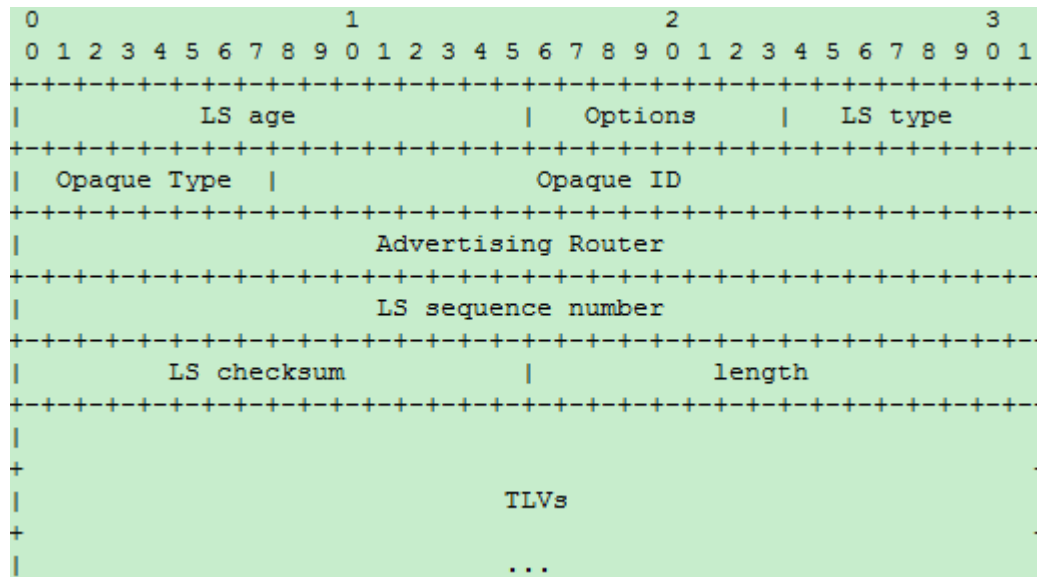 0                   1                   2                   3
0 1 2 3 4 5 6 7 8 9 0 1 2 3 4 5 6 7 8 9 0 1 2 3 4 5 6 7 8 9 0 1
+-+-+-+-+-+-+-+-+-+-+-+-+-+-+-+-+-+-+-+-+-+-+-+-+-+-+-+-+-+-+-+-
| LS age | Options | LS type
+-+-+-+-+-+-+-+-+-+-+-+-+-+-+-+-+-+-+-+-+-+-+-+-+-+-+-+-+-+-+-+-
| Opaque Type | Opaque ID
+-+-+-+-+-+-+-+-+-+-+-+-+-+-+-+-+-+-+-+-+-+-+-+-+-+-+-+-+-+-+-+-
| Advertising Router
+-+-+-+-+-+-+-+-+-+-+-+-+-+-+-+-+-+-+-+-+-+-+-+-+-+-+-+-+-+-+-+-
| LS sequence number
+-+-+-+-+-+-+-+-+-+-+-+-+-+-+-+-+-+-+-+-+-+-+-+-+-+-+-+-+-+-+-+-
| LS checksum | length
+-+-+-+-+-+-+-+-+-+-+-+-+-+-+-+-+-+-+-+-+-+-+-+-+-+-+-+-+-+-+-+-
|
+ -
| TLVs
+ -
| ...